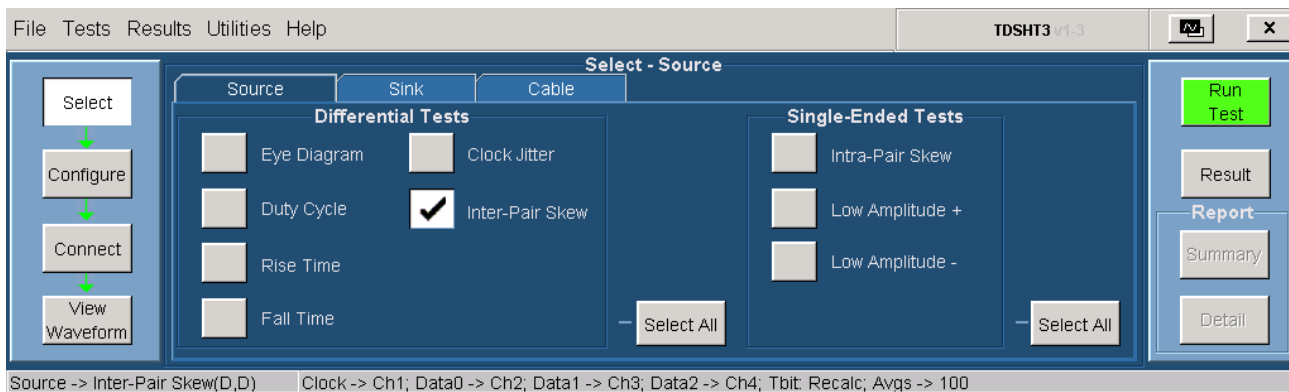 File Tests Results Utilities Help
TDSHT3 v1-3
x
Select - Source
Select
Configure
Connect
View
Waveform
Source Sink Cable
Differential Tests
Eye Diagram
Clock Jitter
Duty Cycle
Inter-Pair Skew
Rise Time
Fall Time
Select All
Single-Ended Tests
Intra-Pair Skew
Low Amplitude +
Low Amplitude -
Select All
Run
Test
Result
Report
Summary
Detail
Source -> Inter-Pair Skew(D,D) Clock -> Ch1; Data0 -> Ch2; Data1 -> Ch3; Data2 -> Ch4; Tbit: Recalc; Avgs -> 100